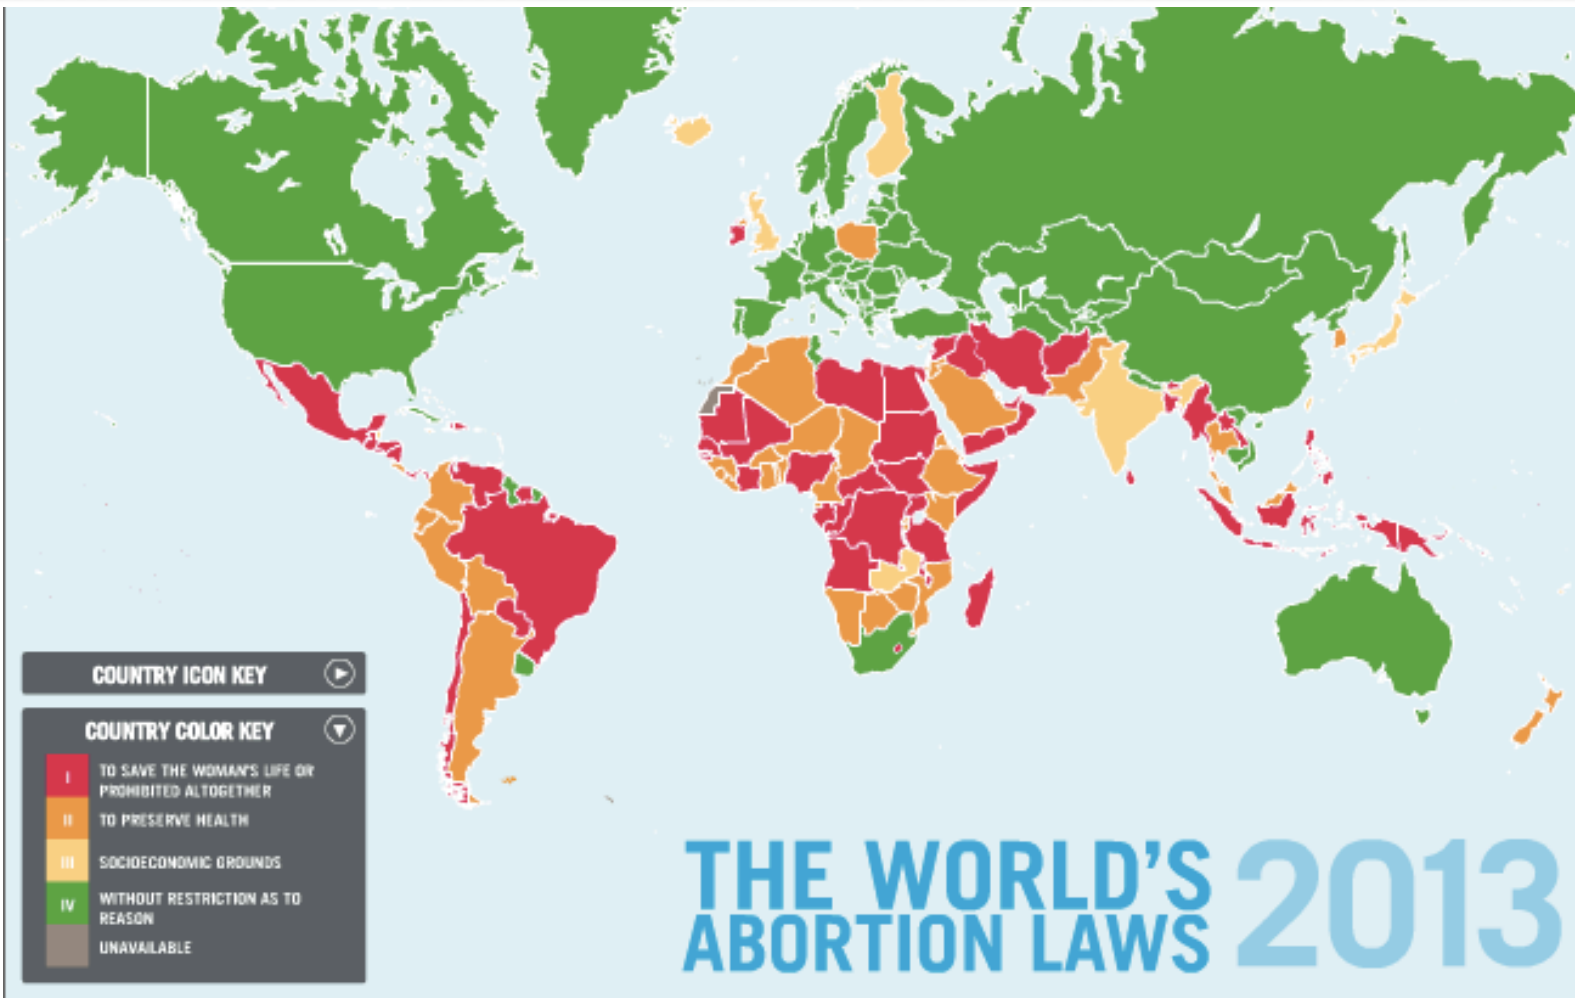 COUNTRY ICON KEY
COUNTRY COLOR KEY
I
TO SAVE THE WOMAN'S LIFE OR
PROHIBITED ALTOGETHER
II
TO PRESERVE HEALTH
III
SOCIOECONOMIC GROUNDS
IV
WITHOUT RESTRICTION AS TO
REASON
UNAVAILABLE
THE WORLD'S
ABORTION LAWS
2013